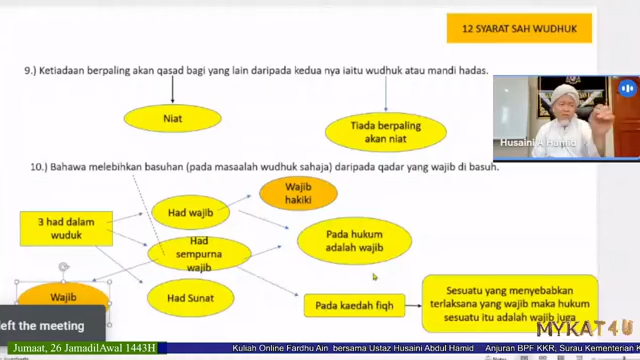 12 SYARAT SAH WUDHUK
9.) Ketiadaan berpaling akan qasad bagi yang lain daripada kedua nya iaitu wudhuk atau mandi hadas.
Niat
Tiada berpaling
akan niat
Husaini A Hamid
10.) Bahawa melebihkan basuhan (pada masaalah wudhuk sahaja) daripada qadar yang wajib di basuh.
Wajib
hakiki
3 had dalam
wuduk
Had wajib
Had
sempurna
wajib
Pada hukum
adalah wajib
Wajib
Had Sunat
Pada kaedah fiqh
Sesuatu yang menyebabkan
terlaksana yang wajib maka hukum
sesuatu itu adalah wajib juga
left the meeting
MYKAT4U
Jumaat, 26 JamadilAwal 1443H
Kuliah Online Fardhu Ain bersama Ustaz Husaini Abdul Hamid
Anjuran BPF KKR, Surau Kementerian K